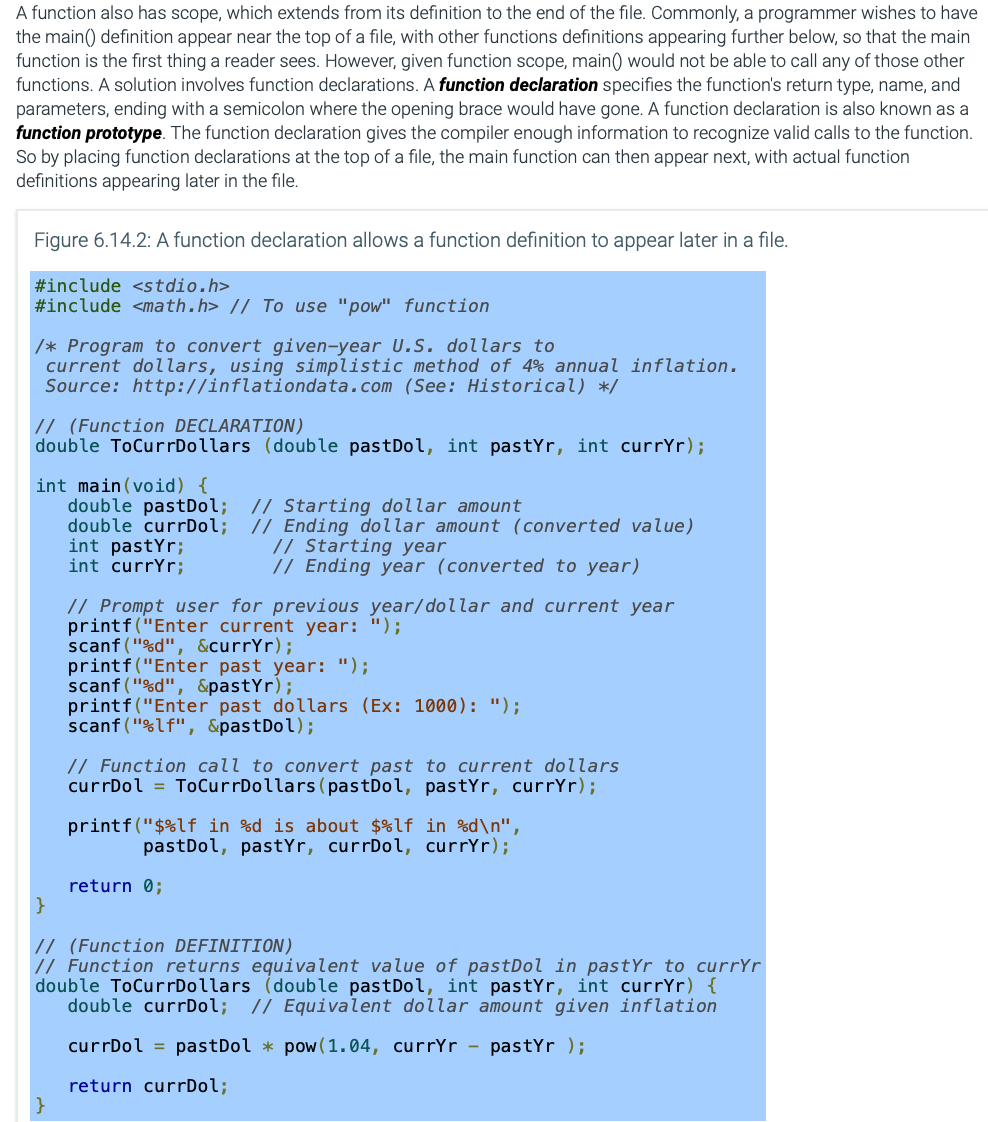 A function also has scope, which extends from its definition to the end of the file. Commonly, a programmer wishes to have
the main() definition appear near the top of a file, with other functions definitions appearing further below, so that the main
function is the first thing a reader sees. However, given function scope, main() would not be able to call any of those other
functions. A solution involves function declarations. A function declaration specifies the function's return type, name, and
parameters, ending with a semicolon where the opening brace would have gone. A function declaration is also known as a
function prototype. The function declaration gives the compiler enough information to recognize valid calls to the function.
So by placing function declarations at the top of a file, the main function can then appear next, with actual function
definitions appearing later in the file.
Figure 6.14.2: A function declaration allows a function definition to appear later in a file.
#include <stdio.h>
#include <math.h> // To use "pow" function
/* Program to convert given-year U.S. dollars to
 current dollars, using simplistic method of 4% annual inflation.
 Source: http://inflationdata.com (See: Historical) */
// (Function DECLARATION)
double ToCurrDollars (double pastDol, int pastYr, int currYr);
int main(void) {
   double pastDol;  // Starting dollar amount
   double currDol;  // Ending dollar amount (converted value)
   int pastYr;        // Starting year
   int currYr;        // Ending year (converted to year)
   // Prompt user for previous year/dollar and current year
   printf("Enter current year: ");
   scanf("%d", &currYr);
   printf("Enter past year: ");
   scanf("%d", &pastYr);
   printf("Enter past dollars (Ex: 1000): ");
   scanf("%lf", &pastDol);
   // Function call to convert past to current dollars
   currDol = ToCurrDollars(pastDol, pastYr, currYr);
   printf("$%lf in %d is about $%lf in %d\n",
          pastDol, pastYr, currDol, currYr);
   return 0;
}
// (Function DEFINITION)
// Function returns equivalent value of pastDol in pastYr to currYr
double ToCurrDollars (double pastDol, int pastYr, int currYr) {
   double currDol;  // Equivalent dollar amount given inflation
   currDol = pastDol * pow(1.04, currYr - pastYr );
   return currDol;
}